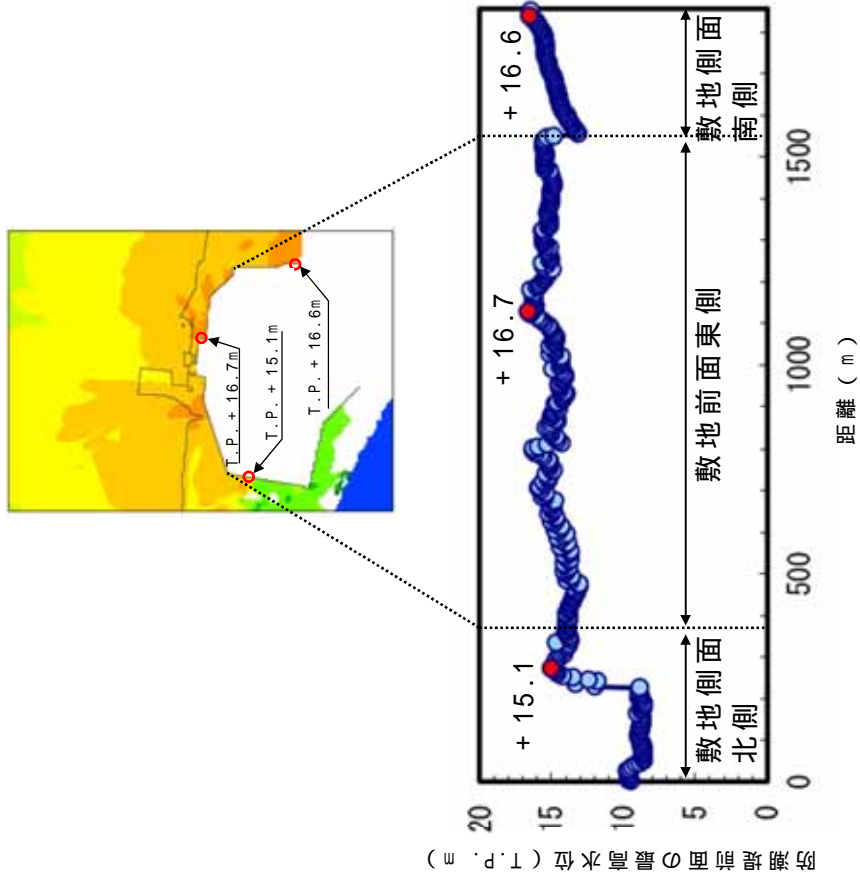 T.P.+16.7m
T.P.+15.1m
T.P.+16.6m
防潮堤前面の最高水位(T.P. m)
20
15
10
5
0
+15.1
+16.7
+16.6
敷地側面
北側
敷地前面東側
敷地側面
南側
0
500
1000
1500
距離(m)